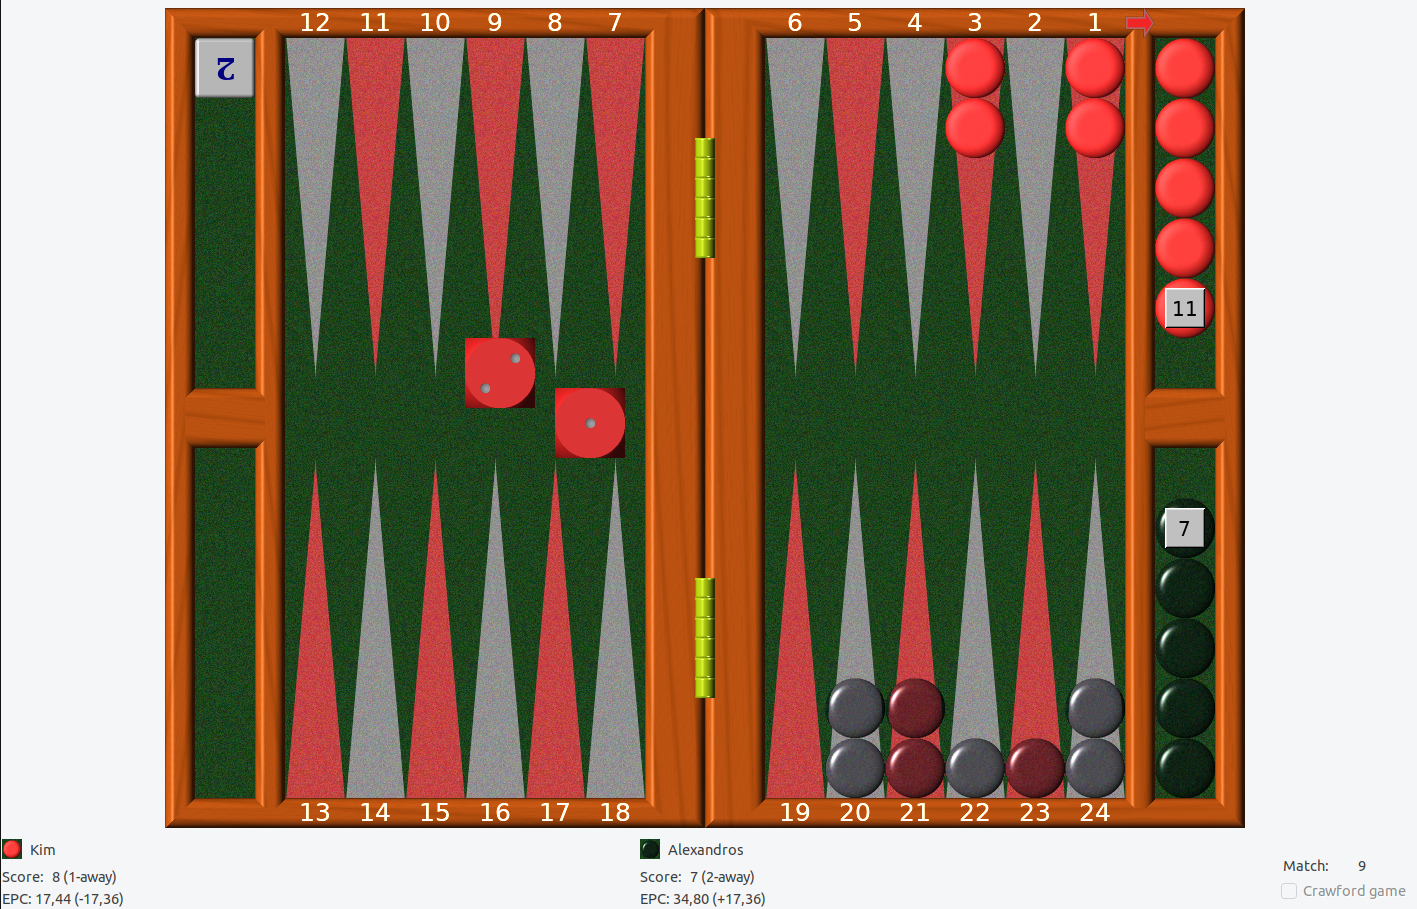 12 11 10 9 8 7 6 5 4 3 2 1
2
11
7
13 14 15 16 17 18 19 20 21 22 23 24
Kim
Score: 8 (1-away)
EPC: 17,44 (-17,36)
Alexandros
Score: 7 (2-away)
EPC: 34,80 (+17,36)
Match: 9
Crawford game